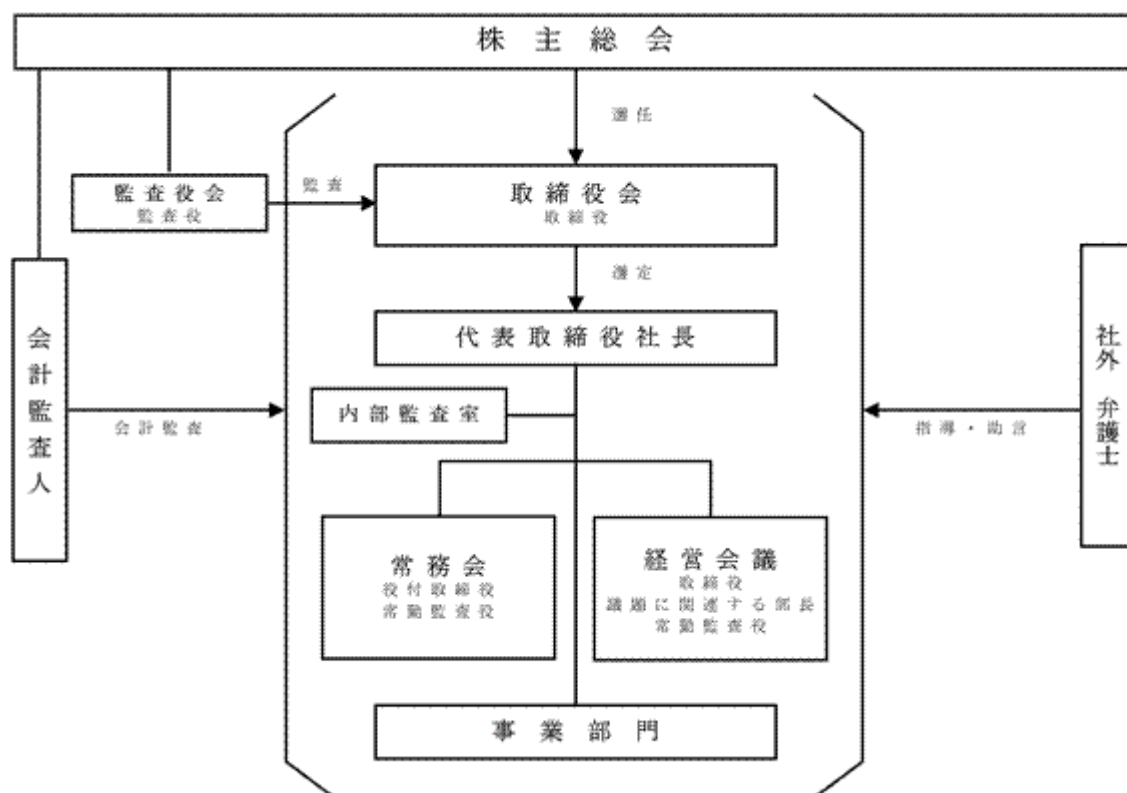 株主総会
選任
監査役会
監査役
監査
取締役会
取締役
選定
代表取締役社長
会計監査人
会計監査
内部監査室
社外 弁護士
指導・助言
常務会
役付取締役
常勤監査役
経営会議
取締役
議題に関連する部長
常勤監査役
事業部門